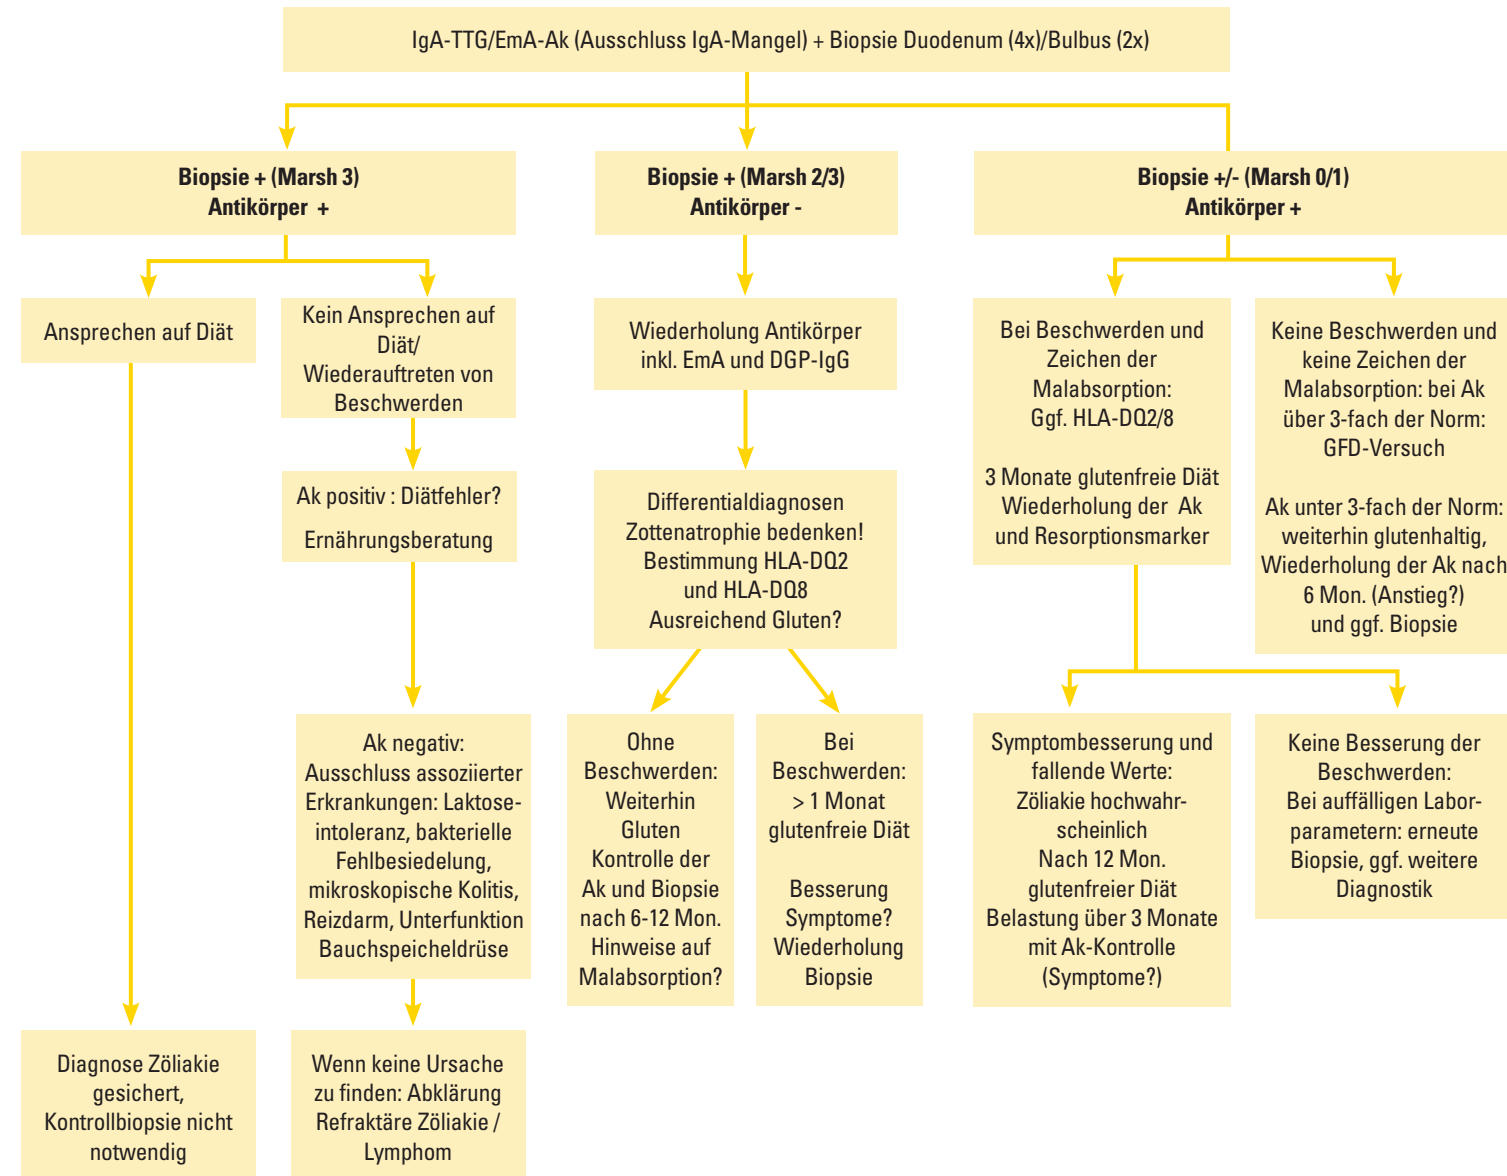 IgA-TTG/EmA-Ak (Ausschluss IgA-Mangel) + Biopsie Duodenum (4x)/Bulbus (2x)
Biopsie + (Marsh 3)
Antikörper +
Biopsie + (Marsh 2/3)
Antikörper -
Biopsie +/- (Marsh 0/1)
Antikörper +
Ansprechen auf Diät
Kein Ansprechen auf
Diät/
Wiederauftreten von
Beschwerden
Wiederholung Antikörper
inkl. EmA und DGP-IgG
Bei Beschwerden und
Zeichen der
Malabsorption:
Ggf. HLA-DQ2/8
3 Monate glutenfreie Diät
Wiederholung der Ak
und Resorptionsmarker
Keine Beschwerden und
keine Zeichen der
Malabsorption: bei Ak
über 3-fach der Norm:
GFD-Versuch
Ak unter 3-fach der Norm:
weiterhin glutenhaltig,
Wiederholung der Ak nach
6 Mon. (Anstieg?)
und ggf. Biopsie
Ak positiv : Diätfehler?
Ernährungsberatung
Differentialdiagnosen
Zottenatrophie bedenken!
Bestimmung HLA-DQ2
und HLA-DQ8
Ausreichend Gluten?
Ak negativ:
Ausschluss assoziierter
Erkrankungen: Laktose-
intoleranz, bakterielle
Fehlbesiedelung,
mikroskopische Kolitis,
Reizdarm, Unterfunktion
Bauchspeicheldrüse
Ohne
Beschwerden:
Weiterhin
Gluten
Kontrolle der
Ak und Biopsie
nach 6-12 Mon.
Hinweise auf
Malabsorption?
Bei
Beschwerden:
> 1 Monat
glutenfreie Diät
Besserung
Symptome?
Wiederholung
Biopsie
Symptombesserung und
fallende Werte:
Zöliakie hochwahr-
scheinlich
Nach 12 Mon.
glutenfreier Diät
Belastung über 3 Monate
mit Ak-Kontrolle
(Symptome?)
Keine Besserung der
Beschwerden:
Bei auffälligen Labor-
parametern: erneute
Biopsie, ggf. weitere
Diagnostik
Diagnose Zöliakie
gesichert,
Kontrollbiopsie nicht
notwendig
Wenn keine Ursache
zu finden: Abklärung
Refraktäre Zöliakie /
Lymphom